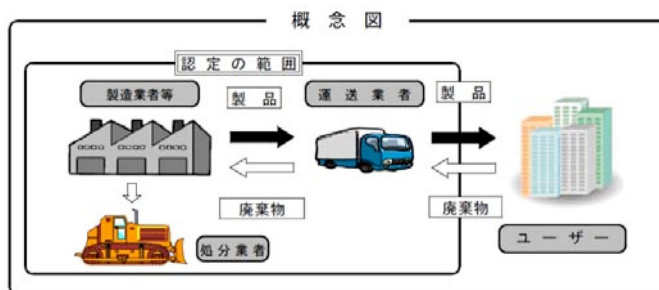 概念図
認定の範囲
製造業者等
製品
運送業者
製品
廃棄物
廃棄物
処分業者
ユーザー